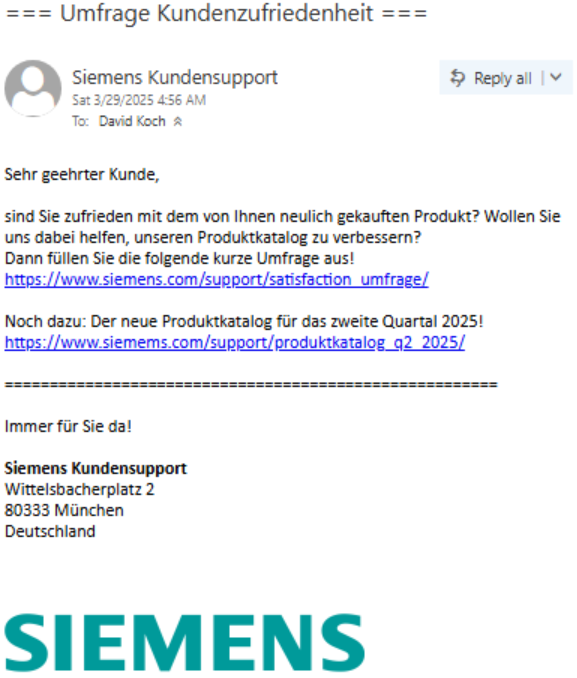 === Umfrage Kundenzufriedenheit ===
Siemens Kundensupport
Reply all
Sat 3/29/2025 4:56 AM
To: David Koch
Sehr geehrter Kunde,
sind Sie zufrieden mit dem von Ihnen neulich gekauften Produkt? Wollen Sie
uns dabei helfen, unseren Produktkatalog zu verbessern?
Dann füllen Sie die folgende kurze Umfrage aus!
https://www.siemens.com/support/satisfaction_umfrage/
Noch dazu: Der neue Produktkatalog für das zweite Quartal 2025!
https://www.siemems.com/support/produktkatalog_q2_2025/
=======================================================
Immer für Sie da!
Siemens Kundensupport
Wittelsbacherplatz 2
80333 München
Deutschland
SIEMENS